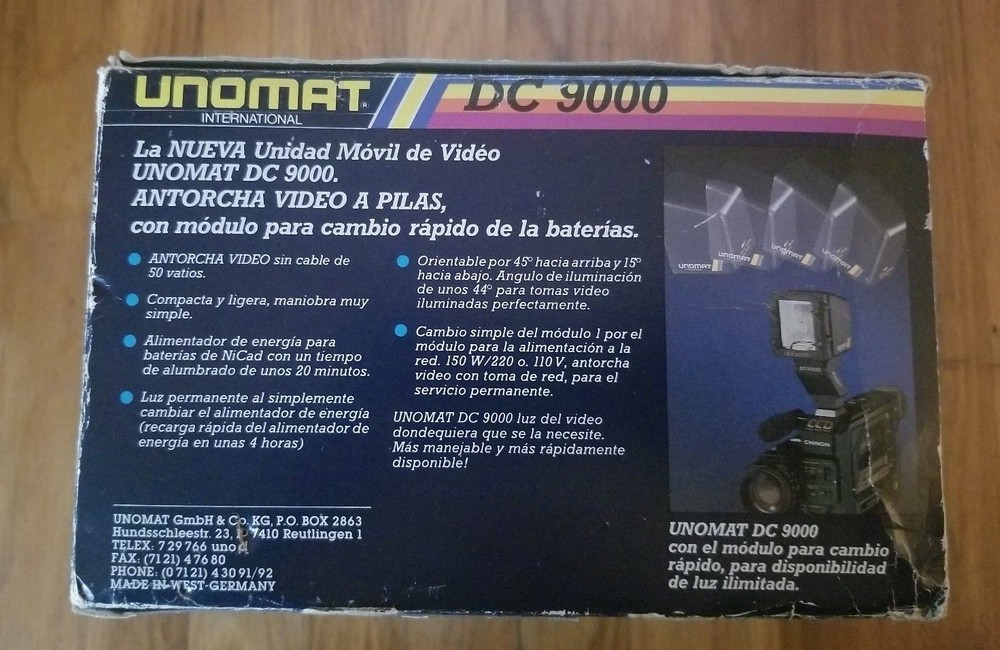 UNOMAT®
INTERNATIONAL
DC 9000
La NUEVA Unidad Móvil de Vidéo
UNOMAT DC 9000.
ANTORCHA VIDEO A PILAS,
con módulo para cambio rápido de la baterías.
ANTORCHA VIDEO sin cable de
50 vatios.
Compacta y ligera, maniobra muy
simple.
Alimentador de energía para
baterías de NiCad con un tiempo
de alumbrado de unos 20 minutos.
Luz permanente al simplemente
cambiar el alimentador de energía
(recarga rápida del alimentador de
energía en unas 4 horas)
Orientable por 45° hacia arriba y 15°
hacia abajo. Angulo de iluminación
de unos 44° para tomas video
iluminadas perfectamente.
Cambio simple del módulo 1 por el
módulo para la alimentación a la
red. 150 W/220 o. 110 V, antorcha
video con toma de red, para el
servicio permanente.
UNOMAT DC 9000 luz del video
dondequiera que se la necesite.
Más manejable y más rápidamente
disponible!
UNOMAT GmbH & Co. KG, P.O. BOX 2863
Hundsschleestr. 23, 7410 Reutlingen 1
TELEX: 7 29 766 uno d
FAX: (71 21) 4 76 80
PHONE: (0 71 21) 4 30 91/92
MADE IN WEST-GERMANY
UNOMAT
UNOMAT
UNOMAT
UNOMAT
DC 9000
CCD
CHINON
UNOMAT DC 9000
con el módulo para cambio
rápido, para disponibilidad
de luz ilimitada.